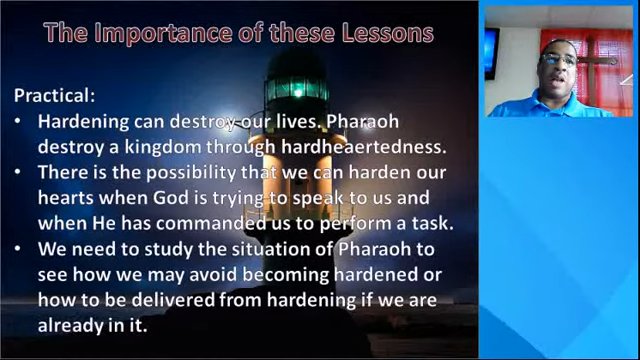 The Importance of these Lessons
Practical:
• Hardening can destroy our lives. Pharaoh
destroy a kingdom through hardheaertedness.
• There is the possibility that we can harden our
hearts when God is trying to speak to us and
when He has commanded us to perform a task.
• We need to study the situation of Pharaoh to
see how we may avoid becoming hardened or
how to be delivered from hardening if we are
already in it.